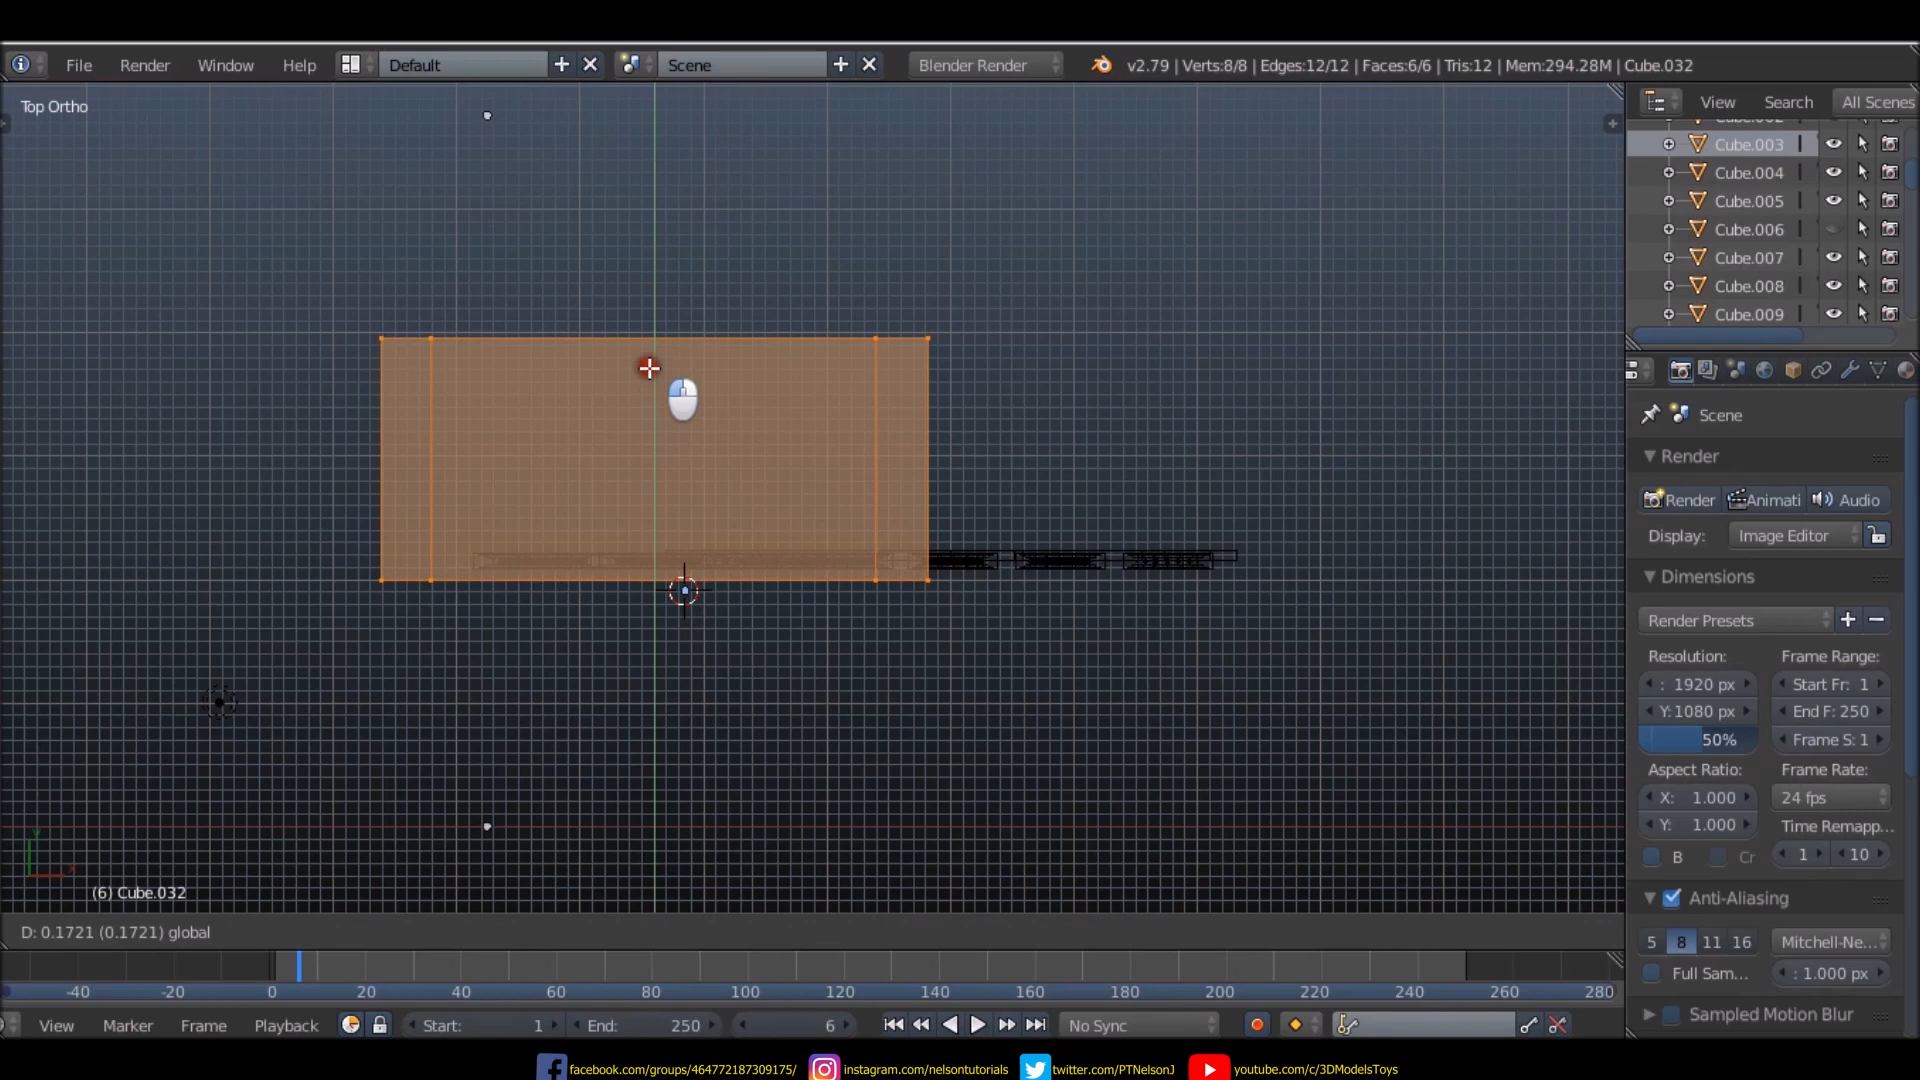 File Render Window Help Default Scene Blender Render v2.79 | Verts:8/8 | Edges:12/12 | Faces:6/6 | Tris:12 | Mem:294.28M | Cube.032
Top Ortho
View Search All Scenes
Cube.002
Cube.003
Cube.004
Cube.005
Cube.006
Cube.007
Cube.008
Cube.009
Scene
Render
Render Animati Audio
Display: Image Editor
Dimensions
Render Presets
Resolution: Frame Range:
: 1920 px Start Fr: 1
Y: 1080 px End F: 250
50% Frame S: 1
Aspect Ratio: Frame Rate:
X: 1.000 24 fps
Y: 1.000 Time Remapp...
B Cr 1 10
Anti-Aliasing
5 8 11 16 Mitchell-Ne...
Full Sam... : 1.000 px
Sampled Motion Blur
(6) Cube.032
D: 0.1721 (0.1721) global
-40 -20 0 20 40 60 80 100 120 140 160 180 200 220 240 260 280
View Marker Frame Playback Start: 1 End: 250 6 No Sync
facebook.com/groups/464772187309175/ instagram.com/nelsontutorials twitter.com/PTNelsonJ youtube.com/c/3DModelsToys